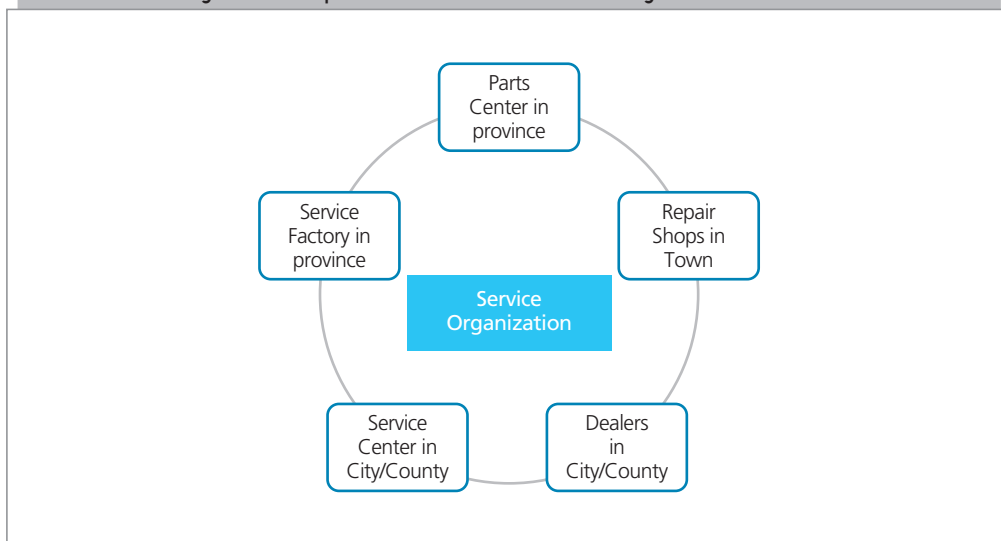 Parts
Center in
province
Service
Factory in
province
Repair
Shops in
Town
Service
Organization
Service
Center in
City/County
Dealers
in
City/County